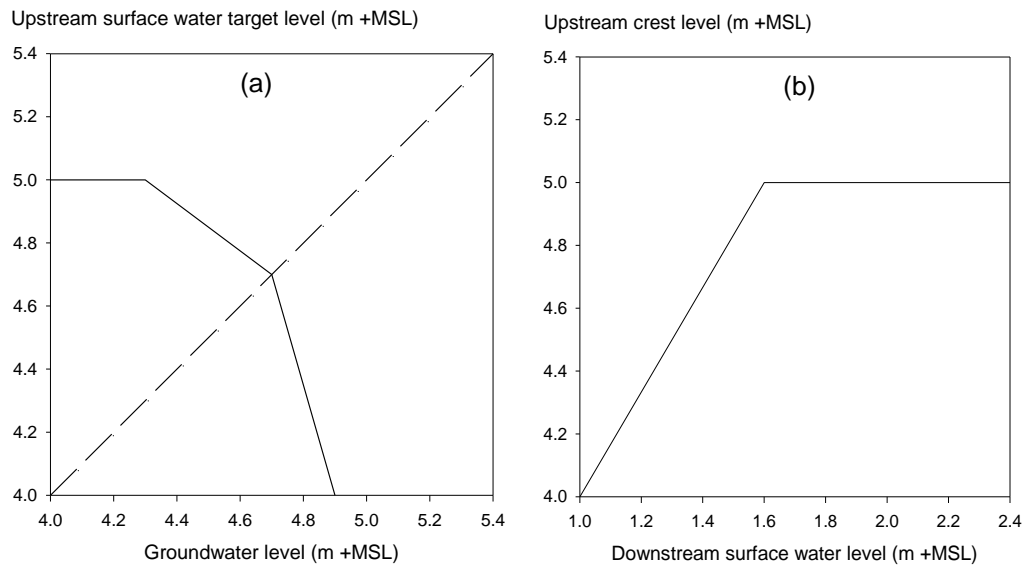 Upstream surface water target level (m +MSL)
5.4
5.2
5.0
4.8
4.6
4.4
4.2
4.0
(a)
4.0 4.2 4.4 4.6 4.8 5.0 5.2 5.4
Groundwater level (m +MSL)
Upstream crest level (m +MSL)
5.4
5.2
5.0
4.8
4.6
4.4
4.2
4.0
(b)
1.0 1.2 1.4 1.6 1.8 2.0 2.2 2.4
Downstream surface water level (m +MSL)